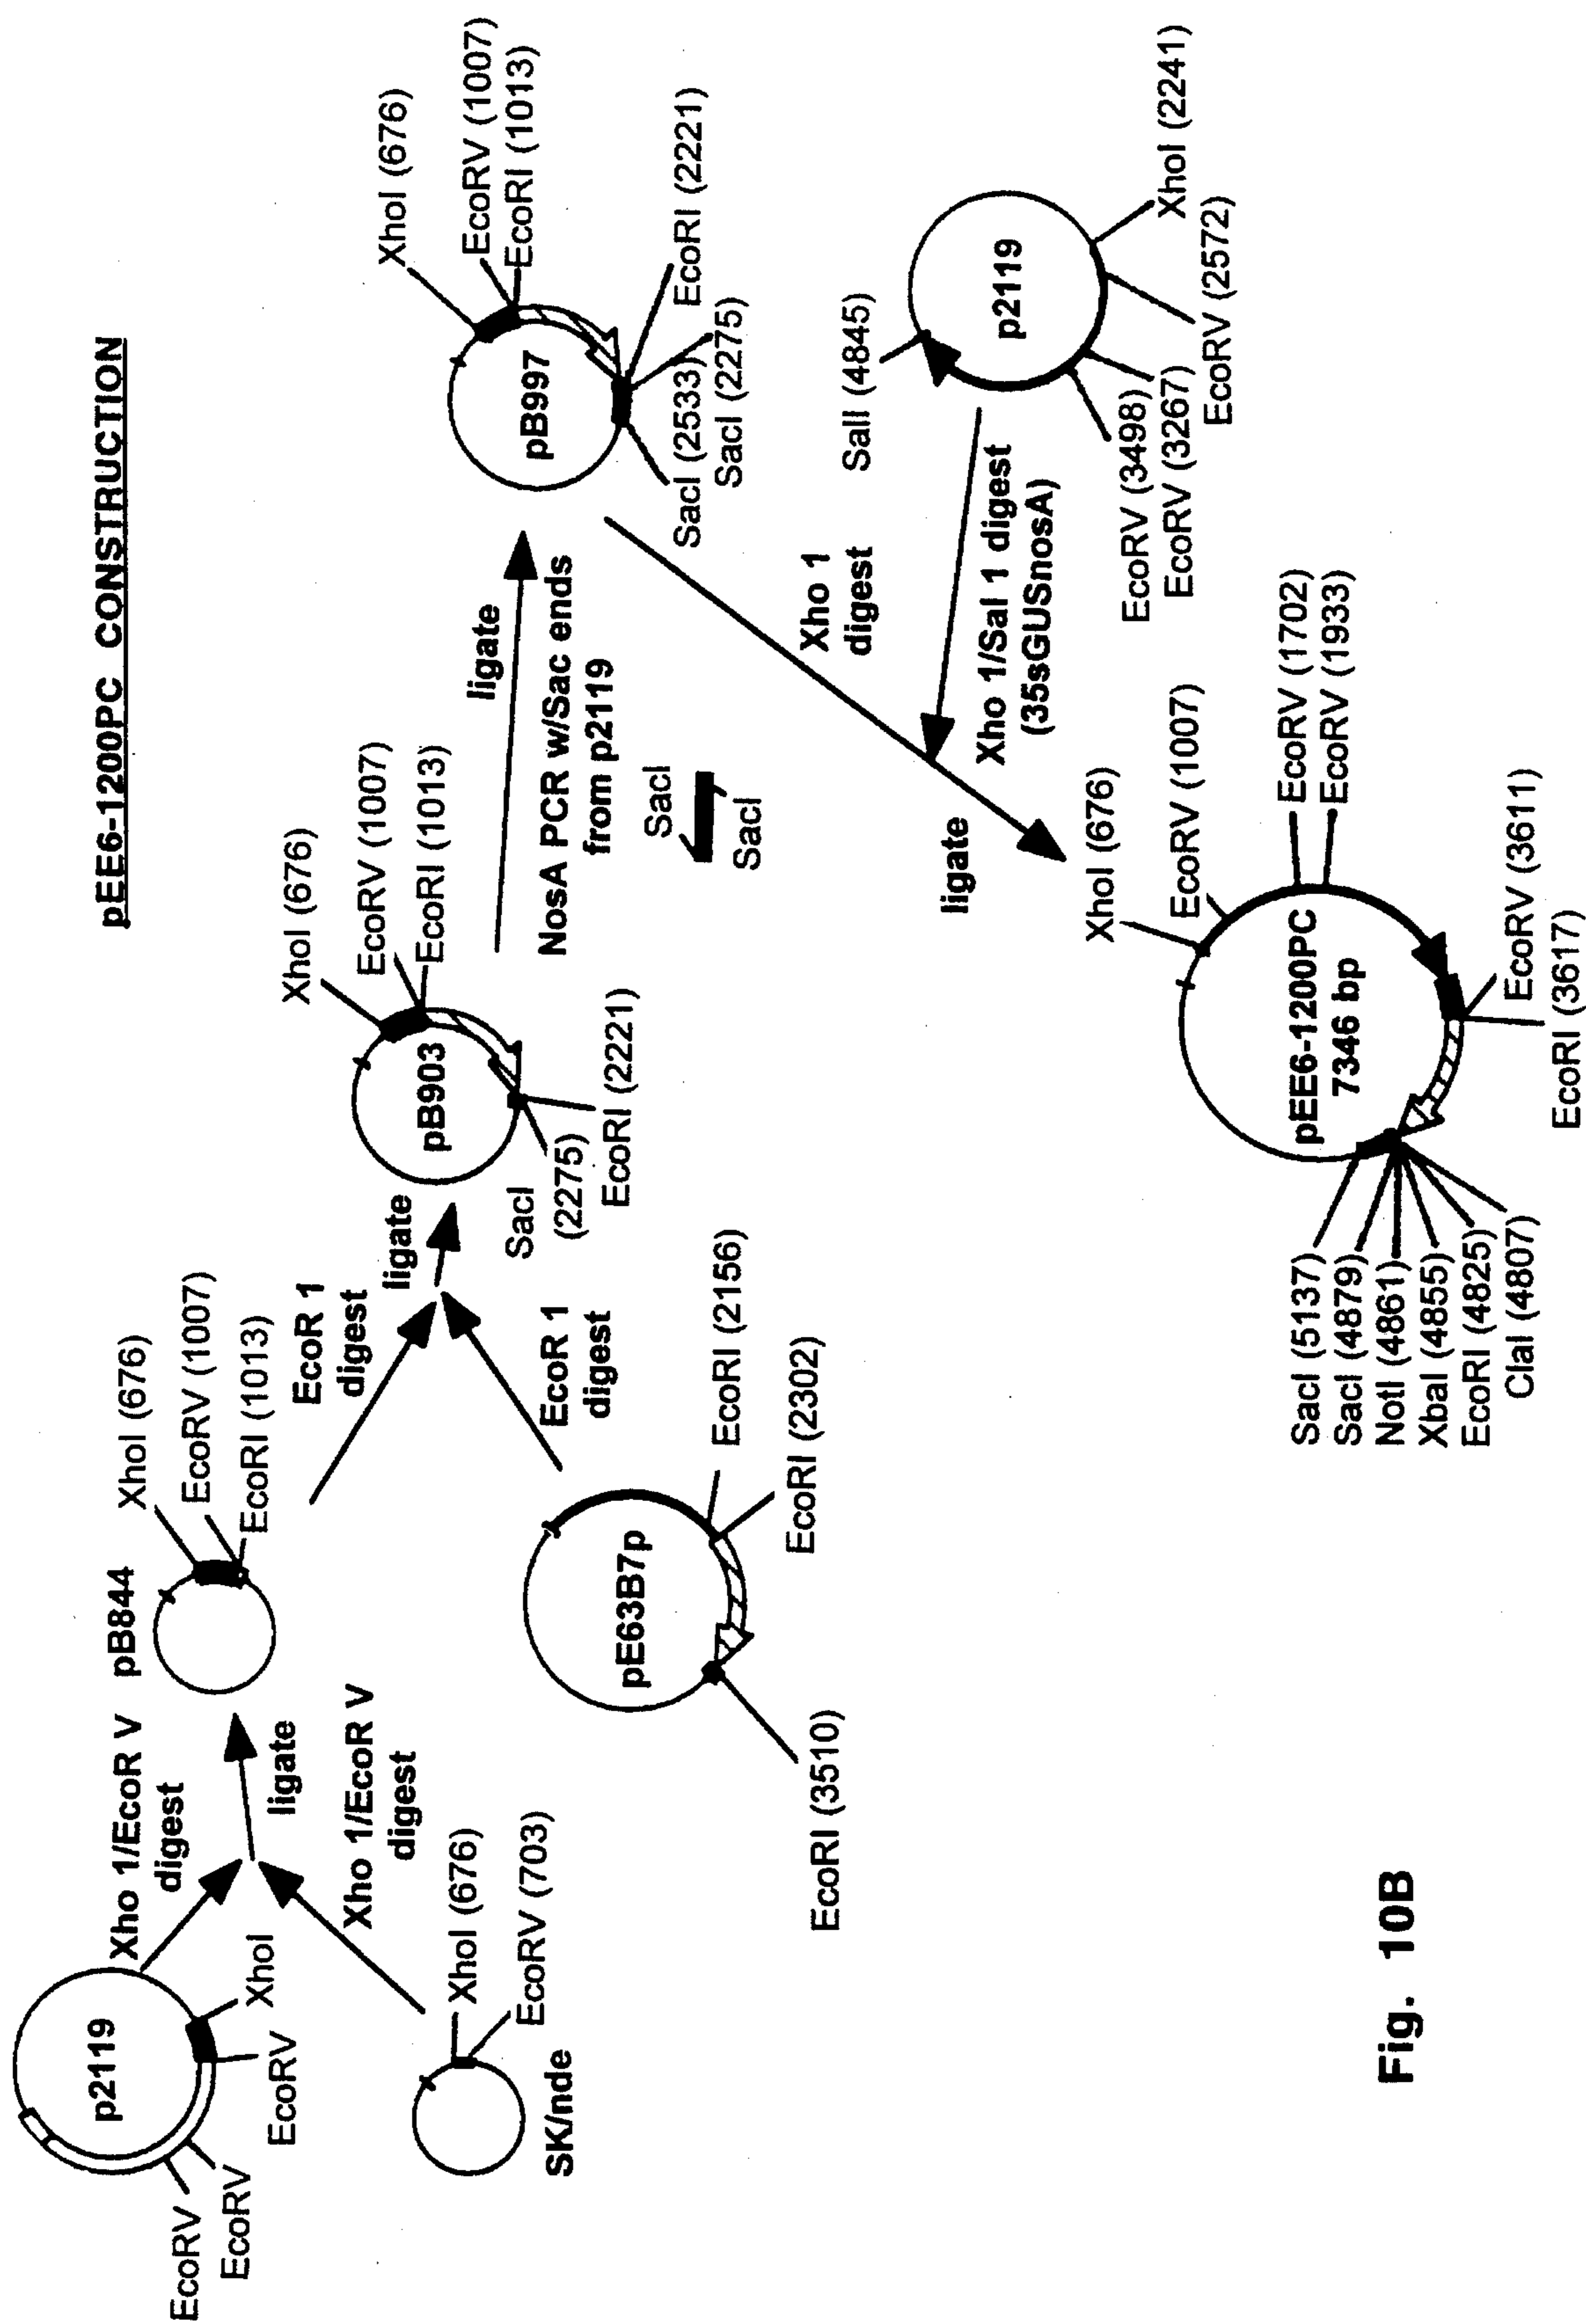 pEE6-1200PC CONSTRUCTION
p2119
EcoRV
EcoRV
EcoRV
XhoI
Xho 1/EcoR V
digest
SK/nde
XhoI (676)
EcoRV (703)
Xho 1/EcoR V
digest
ligate
pB844
XhoI (676)
EcoRV (1007)
EcoRI (1013)
EcoR 1
digest
pE63B7p
EcoRI (2156)
EcoRI (2302)
EcoRI (3510)
EcoR 1
digest
ligate
pB903
XhoI (676)
EcoRV (1007)
EcoRI (1013)
SacI
(2275)
EcoRI (2221)
ligate
NosA PCR w/Sac ends
from p2119
SacI
SacI
pB997
XhoI (676)
EcoRV (1007)
EcoRI (1013)
EcoRI (2221)
SacI (2533)
SacI (2275)
Xho 1
digest
p2119
SalI (4845)
XhoI (2241)
EcoRV (2572)
EcoRV (3267)
EcoRV (3498)
Xho 1/Sal 1 digest
(35sGUSnosA)
ligate
pEE6-1200PC
7346 bp
XhoI (676)
EcoRV (1007)
EcoRV (1702)
EcoRV (1933)
EcoRV (3611)
EcoRI (3617)
SacI (5137)
SacI (4879)
NotI (4861)
XbaI (4855)
EcoRI (4825)
ClaI (4807)
Fig. 10B